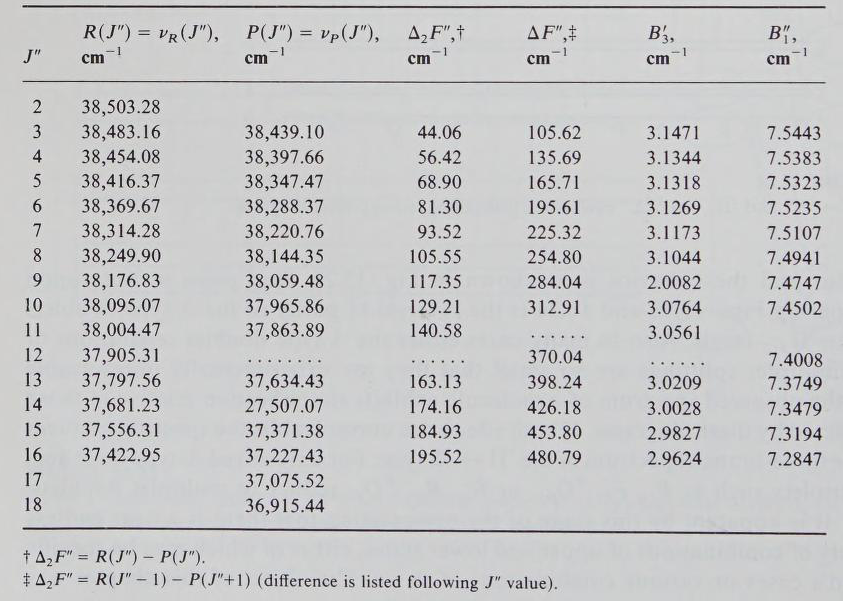 R(J″) = νR(J″), P(J″) = νP(J″), Δ₂F″,† ΔF″,‡ B′₃, B″₁,
J″ cm⁻¹ cm⁻¹ cm⁻¹ cm⁻¹ cm⁻¹ cm⁻¹
2 38,503.28
3 38,483.16 38,439.10 44.06 105.62 3.1471 7.5443
4 38,454.08 38,397.66 56.42 135.69 3.1344 7.5383
5 38,416.37 38,347.47 68.90 165.71 3.1318 7.5323
6 38,369.67 38,288.37 81.30 195.61 3.1269 7.5235
7 38,314.28 38,220.76 93.52 225.32 3.1173 7.5107
8 38,249.90 38,144.35 105.55 254.80 3.1044 7.4941
9 38,176.83 38,059.48 117.35 284.04 2.0082 7.4747
10 38,095.07 37,965.86 129.21 312.91 3.0764 7.4502
11 38,004.47 37,863.89 140.58 ...... 3.0561
12 37,905.31 ........ ...... 370.04 ...... 7.4008
13 37,797.56 37,634.43 163.13 398.24 3.0209 7.3749
14 37,681.23 27,507.07 174.16 426.18 3.0028 7.3479
15 37,556.31 37,371.38 184.93 453.80 2.9827 7.3194
16 37,422.95 37,227.43 195.52 480.79 2.9624 7.2847
17 37,075.52
18 36,915.44
† Δ₂F″ = R(J″) − P(J″).
‡ Δ₂F″ = R(J″ − 1) − P(J″+1) (difference is listed following J″ value).